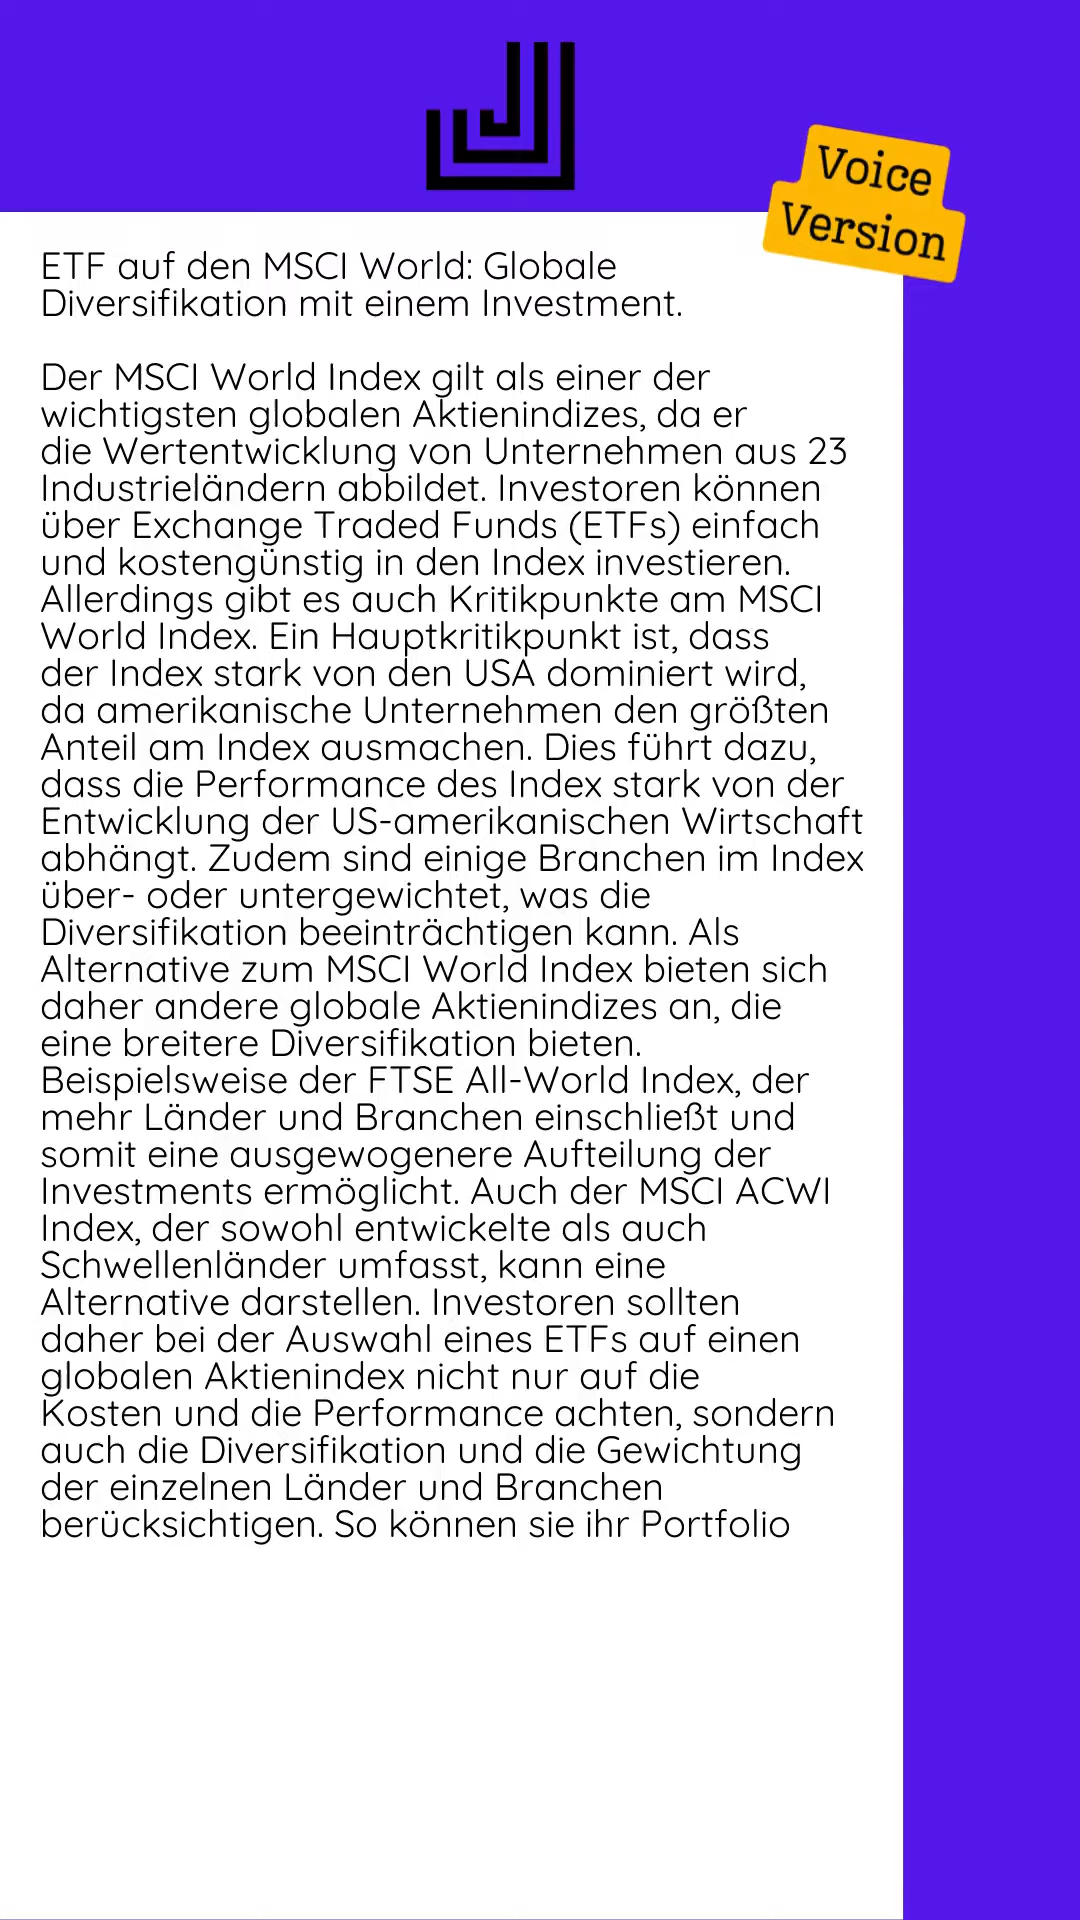 Voice
Version
ETF auf den MSCI World: Globale
Diversifikation mit einem Investment.
Der MSCI World Index gilt als einer der
wichtigsten globalen Aktienindizes, da er
die Wertentwicklung von Unternehmen aus 23
Industrieländern abbildet. Investoren können
über Exchange Traded Funds (ETFs) einfach
und kostengünstig in den Index investieren.
Allerdings gibt es auch Kritikpunkte am MSCI
World Index. Ein Hauptkritikpunkt ist, dass
der Index stark von den USA dominiert wird,
da amerikanische Unternehmen den größten
Anteil am Index ausmachen. Dies führt dazu,
dass die Performance des Index stark von der
Entwicklung der US-amerikanischen Wirtschaft
abhängt. Zudem sind einige Branchen im Index
über- oder untergewichtet, was die
Diversifikation beeinträchtigen kann. Als
Alternative zum MSCI World Index bieten sich
daher andere globale Aktienindizes an, die
eine breitere Diversifikation bieten.
Beispielsweise der FTSE All-World Index, der
mehr Länder und Branchen einschließt und
somit eine ausgewogenere Aufteilung der
Investments ermöglicht. Auch der MSCI ACWI
Index, der sowohl entwickelte als auch
Schwellenländer umfasst, kann eine
Alternative darstellen. Investoren sollten
daher bei der Auswahl eines ETFs auf einen
globalen Aktienindex nicht nur auf die
Kosten und die Performance achten, sondern
auch die Diversifikation und die Gewichtung
der einzelnen Länder und Branchen
berücksichtigen. So können sie ihr Portfolio